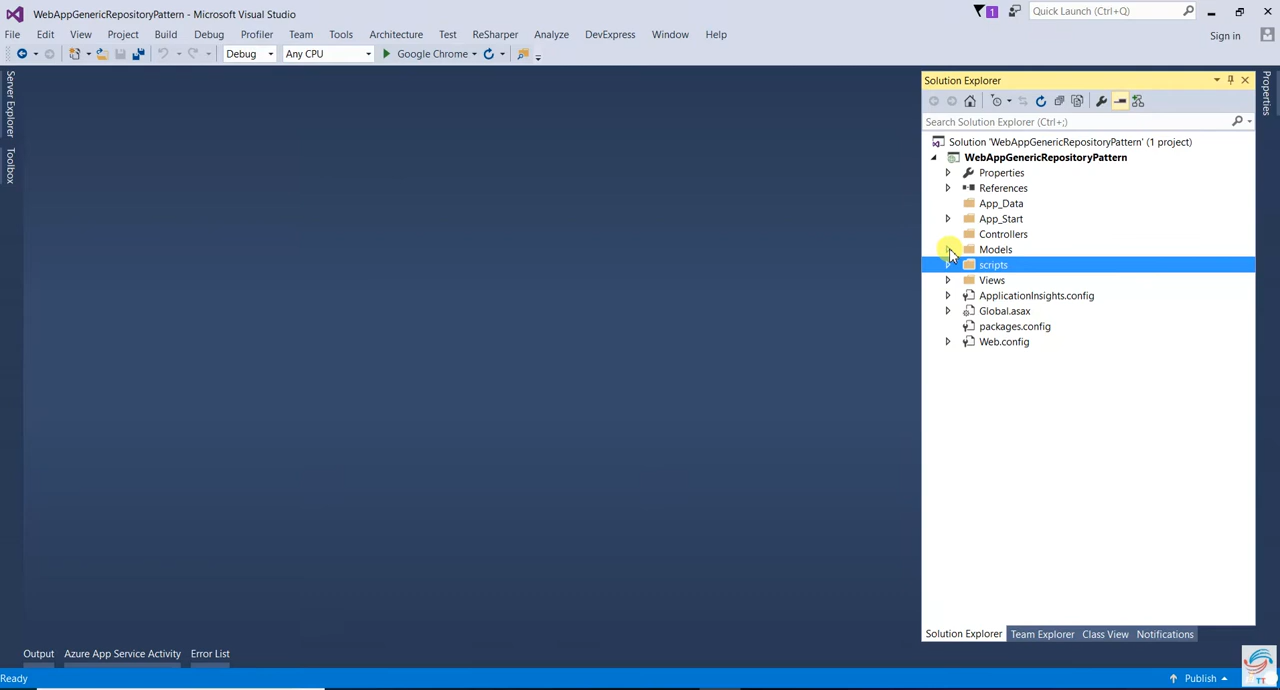 WebAppGenericRepositoryPattern - Microsoft Visual Studio
1
Quick Launch (Ctrl+Q)
File Edit View Project Build Debug Profiler Team Tools Architecture Test ReSharper Analyze DevExpress Window Help
Sign in
Debug
Any CPU
Google Chrome
Server Explorer
Toolbox
Solution Explorer
Properties
Search Solution Explorer (Ctrl+;)
Solution 'WebAppGenericRepositoryPattern' (1 project)
WebAppGenericRepositoryPattern
Properties
References
App_Data
App_Start
Controllers
Models
scripts
Views
ApplicationInsights.config
Global.asax
packages.config
Web.config
Solution Explorer Team Explorer Class View Notifications
Output Azure App Service Activity Error List
Ready
Publish
TT